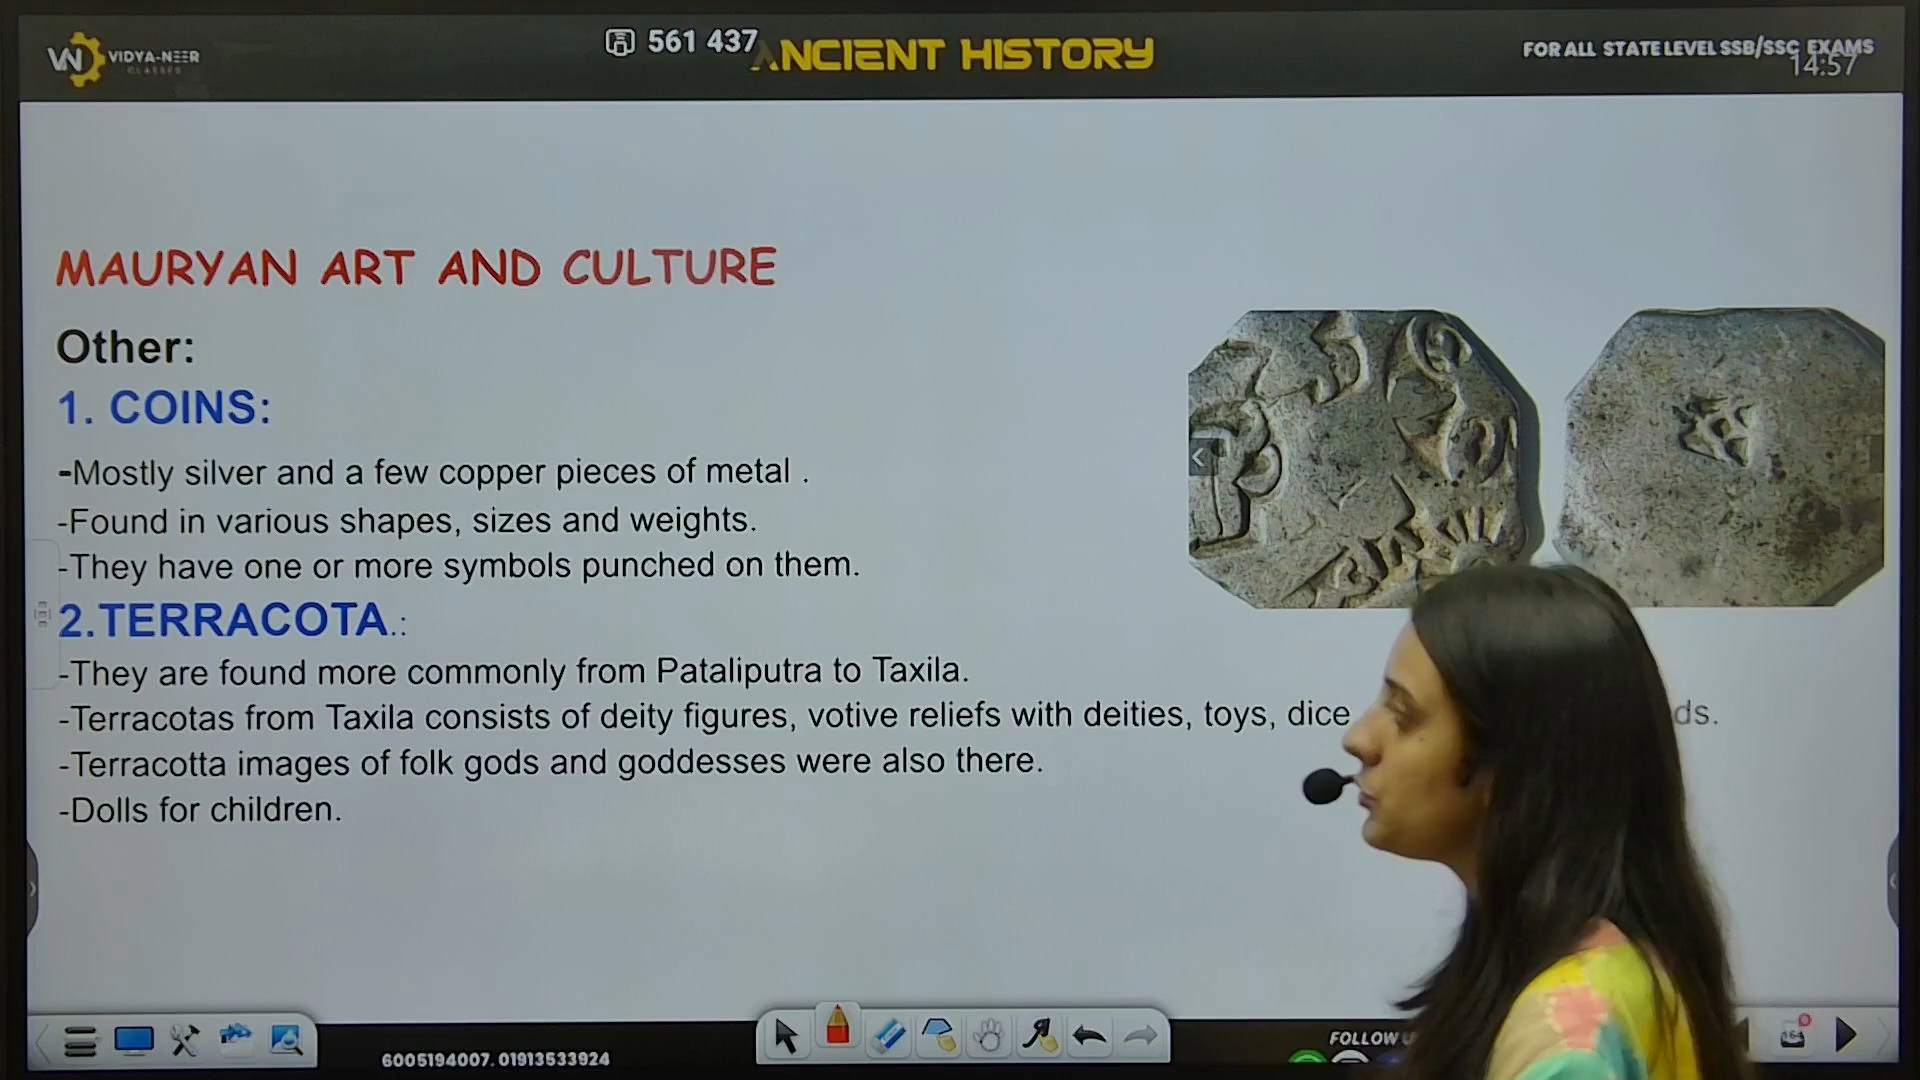 VN VIDYA-NEER
CLASSES
561 437
ANCIENT HISTORY
FOR ALL STATE LEVEL SSB/SSC EXAMS
14:57
MAURYAN ART AND CULTURE
Other:
1. COINS:
-Mostly silver and a few copper pieces of metal .
-Found in various shapes, sizes and weights.
-They have one or more symbols punched on them.
2.TERRACOTA.:
-They are found more commonly from Pataliputra to Taxila.
-Terracotas from Taxila consists of deity figures, votive reliefs with deities, toys, dice ds.
-Terracotta images of folk gods and goddesses were also there.
-Dolls for children.
6005194007, 01913533924
FOLLOW U